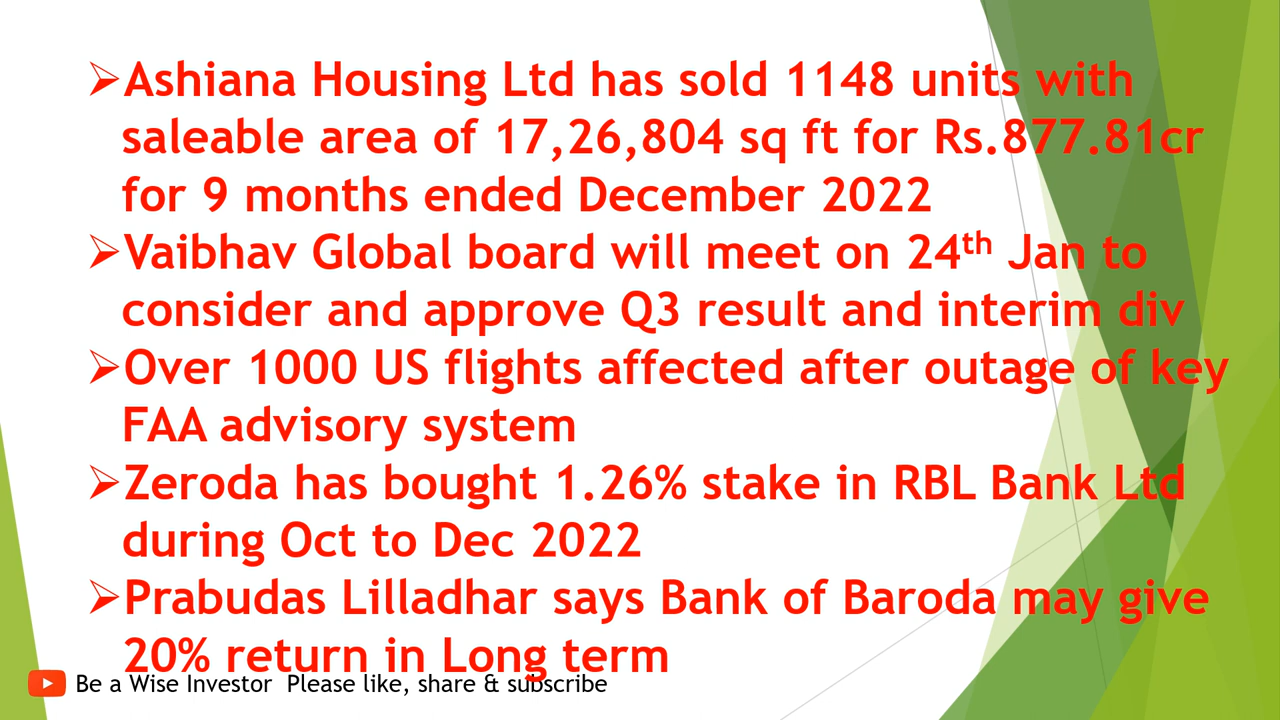 ➢Ashiana Housing Ltd has sold 1148 units with
saleable area of 17,26,804 sq ft for Rs.877.81cr
for 9 months ended December 2022
➢Vaibhav Global board will meet on 24th Jan to
consider and approve Q3 result and interim div
➢Over 1000 US flights affected after outage of key
FAA advisory system
➢Zeroda has bought 1.26% stake in RBL Bank Ltd
during Oct to Dec 2022
➢Prabudas Lilladhar says Bank of Baroda may give
20% return in Long term
Be a Wise Investor Please like, share & subscribe